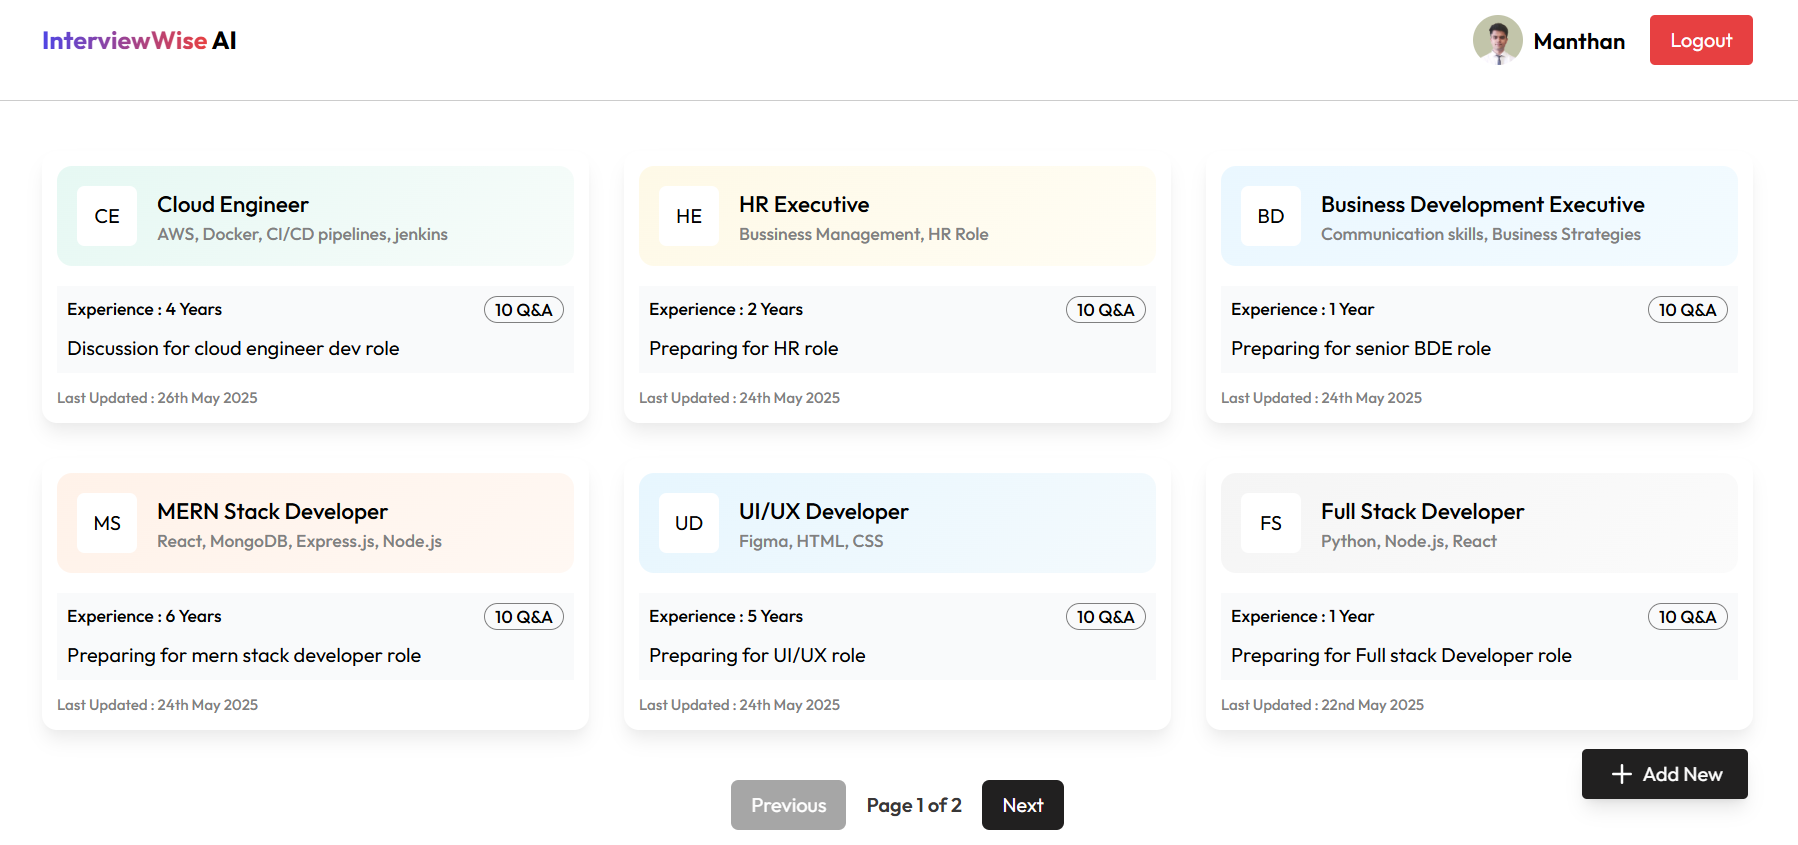 InterviewWise AI
Manthan
Logout
CE
Cloud Engineer
AWS, Docker, CI/CD pipelines, jenkins
Experience : 4 Years
10 Q&A
Discussion for cloud engineer dev role
Last Updated : 26th May 2025
HE
HR Executive
Bussiness Management, HR Role
Experience : 2 Years
10 Q&A
Preparing for HR role
Last Updated : 24th May 2025
BD
Business Development Executive
Communication skills, Business Strategies
Experience : 1 Year
10 Q&A
Preparing for senior BDE role
Last Updated : 24th May 2025
MS
MERN Stack Developer
React, MongoDB, Express.js, Node.js
Experience : 6 Years
10 Q&A
Preparing for mern stack developer role
Last Updated : 24th May 2025
UD
UI/UX Developer
Figma, HTML, CSS
Experience : 5 Years
10 Q&A
Preparing for UI/UX role
Last Updated : 24th May 2025
FS
Full Stack Developer
Python, Node.js, React
Experience : 1 Year
10 Q&A
Preparing for Full stack Developer role
Last Updated : 22nd May 2025
Add New
Previous
Page 1 of 2
Next